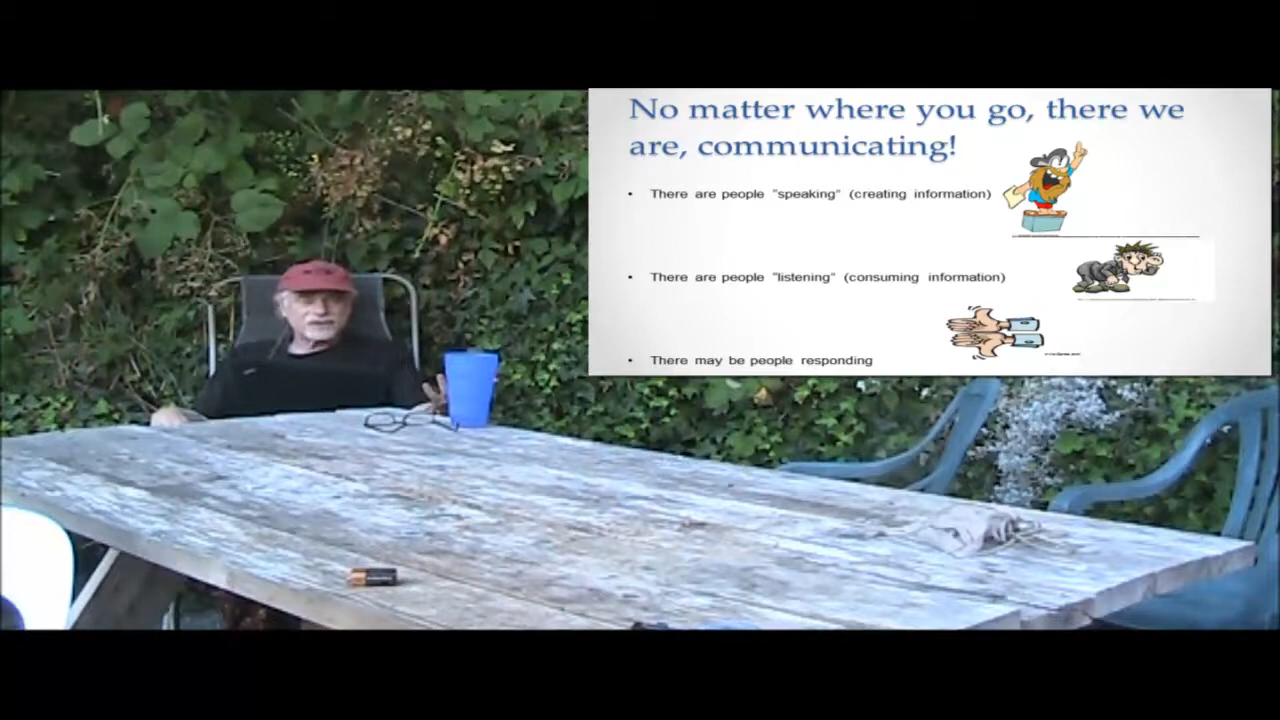 No matter where you go, there we
are, communicating!
• There are people "speaking" (creating information)
• There are people "listening" (consuming information)
• There may be people responding